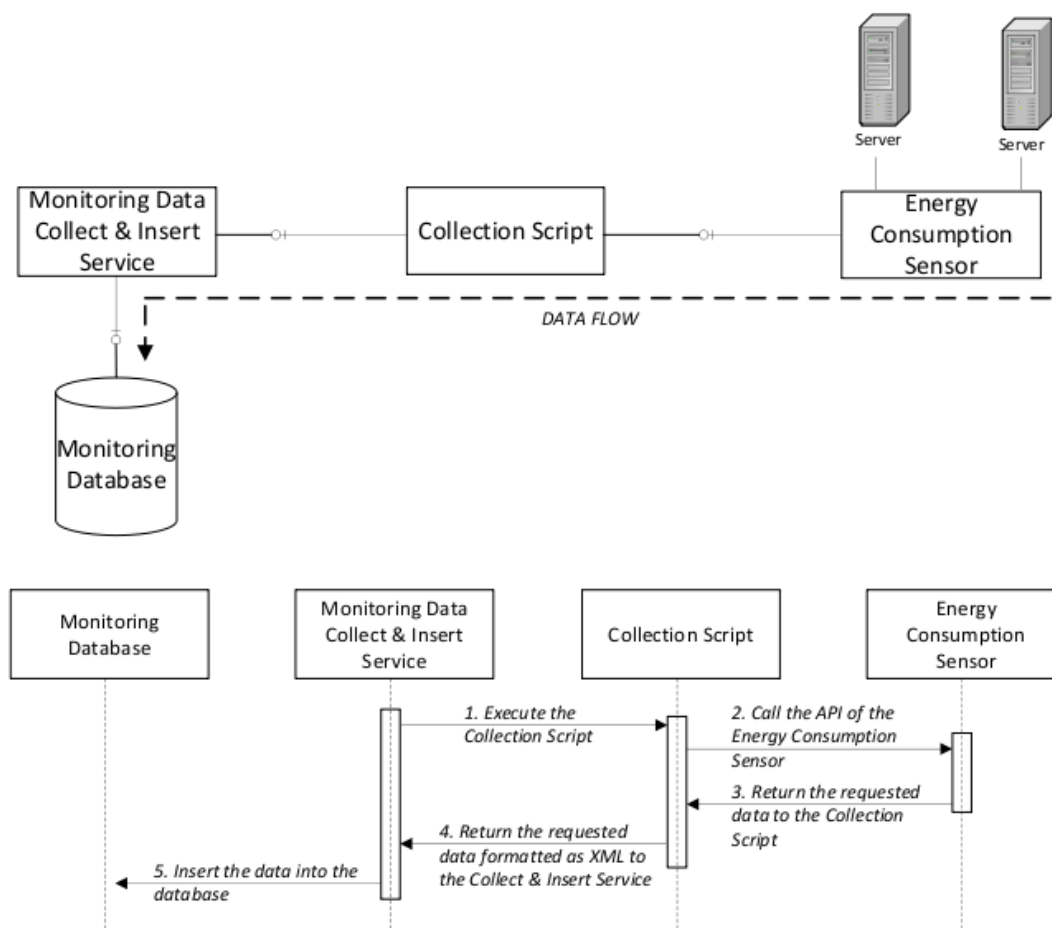 Server
Server
Monitoring Data
Collect & Insert
Service
Collection Script
Energy
Consumption
Sensor
DATA FLOW
Monitoring
Database
Monitoring
Database
Monitoring Data
Collect & Insert
Service
Collection Script
Energy
Consumption
Sensor
1. Execute the
Collection Script
2. Call the API of the
Energy Consumption
Sensor
3. Return the requested
data to the Collection
Script
4. Return the requested
data formatted as XML to
the Collect & Insert Service
5. Insert the data into the
database